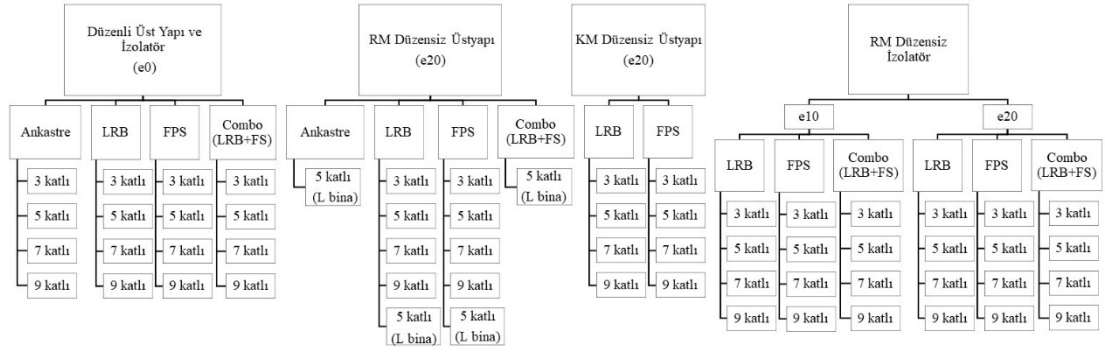 Düzenli Üst Yapı ve
İzolatör
(e0)
Ankastre
3 katlı
5 katlı
7 katlı
9 katlı
LRB
3 katlı
5 katlı
7 katlı
9 katlı
FPS
3 katlı
5 katlı
7 katlı
9 katlı
Combo
(LRB+FS)
3 katlı
5 katlı
7 katlı
9 katlı
RM Düzensiz Üstyapı
(e20)
Ankastre
5 katlı
(L bina)
LRB
3 katlı
5 katlı
7 katlı
9 katlı
5 katlı
(L bina)
FPS
3 katlı
5 katlı
7 katlı
9 katlı
5 katlı
(L bina)
Combo
(LRB+FS)
5 katlı
(L bina)
KM Düzensiz Üstyapı
(e20)
LRB
3 katlı
5 katlı
7 katlı
9 katlı
FPS
3 katlı
5 katlı
7 katlı
9 katlı
RM Düzensiz
İzolatör
e10
LRB
3 katlı
5 katlı
7 katlı
9 katlı
FPS
3 katlı
5 katlı
7 katlı
9 katlı
Combo
(LRB+FS)
3 katlı
5 katlı
7 katlı
9 katlı
e20
LRB
3 katlı
5 katlı
7 katlı
9 katlı
FPS
3 katlı
5 katlı
7 katlı
9 katlı
Combo
(LRB+FS)
3 katlı
5 katlı
7 katlı
9 katlı